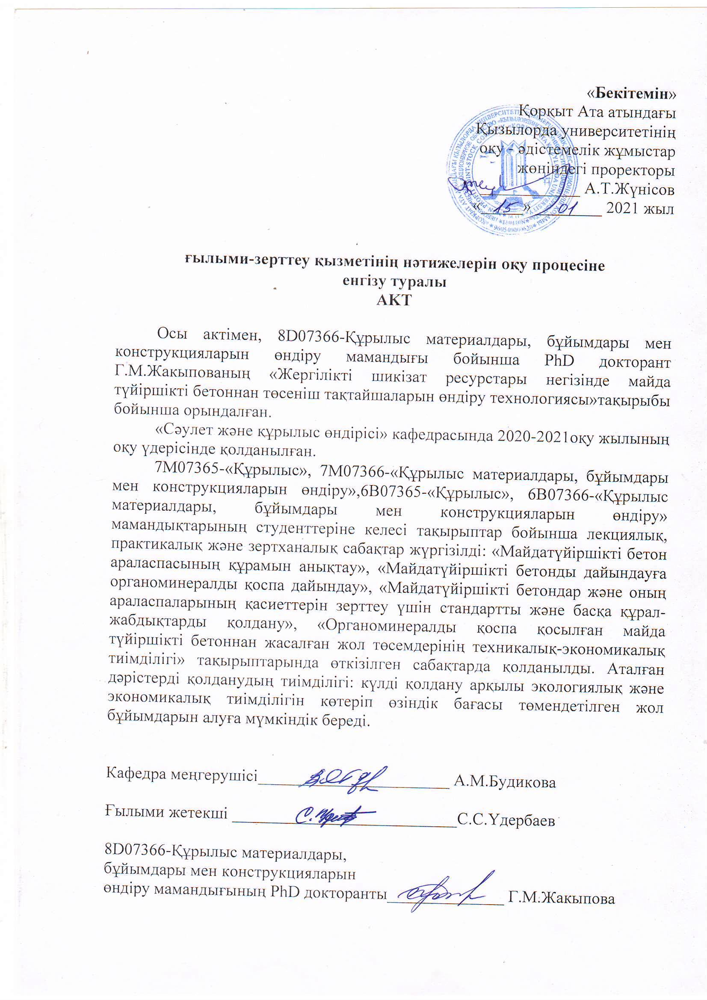 «Бекітемін»
Қорқыт Ата атындағы
Қызылорда университетінің
оқу - әдістемелік жұмыстар
жөніндегі проректоры
____________ А.Т.Жүнісов
« 15 » 01 2021 жыл
ғылыми-зерттеу қызметінің нәтижелерін оқу процесіне
енгізу туралы
АКТ
Осы актімен, 8D07366-Құрылыс материалдары, бұйымдары мен
конструкцияларын өндіру мамандығы бойынша PhD докторант
Г.М.Жакыпованың «Жергілікті шикізат ресурстары негізінде майда
түйіршікті бетоннан төсеніш тақтайшаларын өндіру технологиясы»тақырыбы
бойынша орындалған.
«Сәулет және құрылыс өндірісі» кафедрасында 2020-2021оқу жылының
оқу үдерісінде қолданылған.
7М07365-«Құрылыс», 7М07366-«Құрылыс материалдары, бұйымдары
мен конструкцияларын өндіру»,6В07365-«Құрылыс», 6В07366-«Құрылыс
материалдары, бұйымдары мен конструкцияларын өндіру»
мамандықтарының студенттеріне келесі тақырыптар бойынша лекциялық,
практикалық және зертханалық сабақтар жүргізілді: «Майдатүйіршікті бетон
араласпасының құрамын анықтау», «Майдатүйіршікті бетонды дайындауға
органоминералды қоспа дайындау», «Майдатүйіршікті бетондар және оның
араласпаларының қасиеттерін зерттеу үшін стандартты және басқа құрал-
жабдықтарды қолдану», «Органоминералды қоспа қосылған майда
түйіршікті бетоннан жасалған жол төсемдерінің техникалық-экономикалық
тиімділігі» тақырыптарында өткізілген сабақтарда қолданылды. Аталған
дәрістерді қолданудың тиімділігі: күлді қолдану арқылы экологиялық және
экономикалық тиімділігін көтеріп өзіндік бағасы төмендетілген жол
бұйымдарын алуға мүмкіндік береді.
Кафедра меңгерушісі______________________ А.М.Будикова
Ғылыми жетекші __________________________С.С.Үдербаев
8D07366-Құрылыс материалдары,
бұйымдары мен конструкцияларын
өндіру мамандығының PhD докторанты_____________ Г.М.Жакыпова